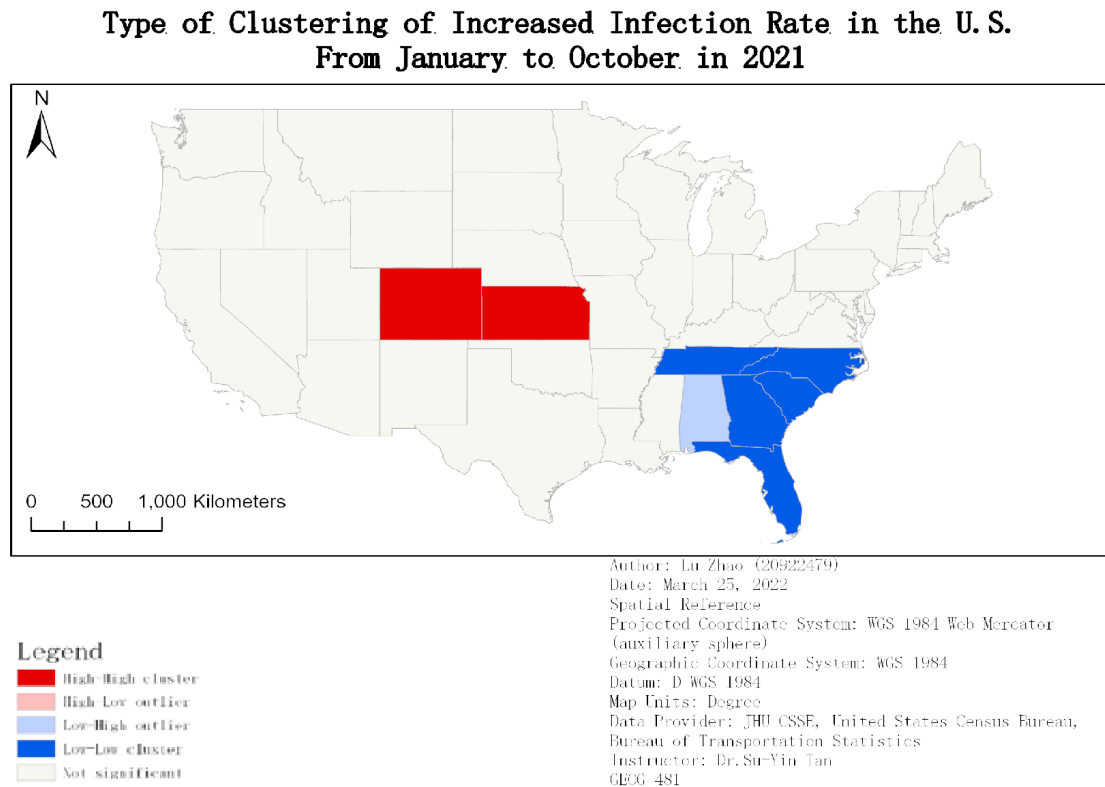 Type of Clustering of Increased Infection Rate in the U.S.
From January to October in 2021
N
0 500 1,000 Kilometers
Author: Lu Zhao (20922479)
Date: March 25, 2022
Spatial Reference
Projected Coordinate System: WGS 1984 Web Mercator
(auxiliary sphere)
Geographic Coordinate System: WGS 1984
Datum: D WGS 1984
Map Units: Degree
Data Provider: JHU CSSE, United States Census Bureau,
Bureau of Transportation Statistics
Instructor: Dr.Su-Yin Tan
GEOG 481
Legend
High-High cluster
High-Low outlier
Low-High outlier
Low-Low cluster
Not significant